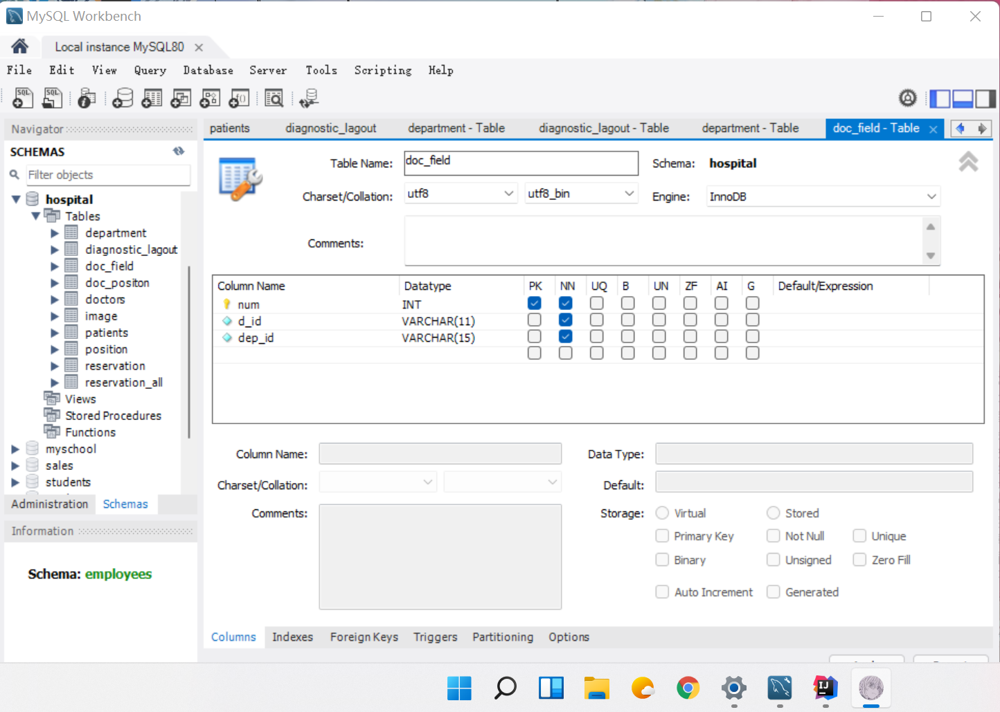 MySQL Workbench
Local instance MySQL80
File Edit View Query Database Server Tools Scripting Help
Navigator
SCHEMAS
Filter objects
hospital
Tables
department
diagnostic_lagout
doc_field
doc_positon
doctors
image
patients
position
reservation
reservation_all
Views
Stored Procedures
Functions
myschool
sales
students
Administration Schemas
Information
Schema: employees
patients diagnostic_lagout department - Table diagnostic_lagout - Table department - Table doc_field - Table
Table Name: doc_field Schema: hospital
Charset/Collation: utf8 utf8_bin Engine: InnoDB
Comments:
Column Name Datatype PK NN UQ B UN ZF AI G Default/Expression
num INT
d_id VARCHAR(11)
dep_id VARCHAR(15)
Column Name: Data Type:
Charset/Collation: Default:
Comments: Storage: Virtual Stored
Primary Key Not Null Unique
Binary Unsigned Zero Fill
Auto Increment Generated
Columns Indexes Foreign Keys Triggers Partitioning Options